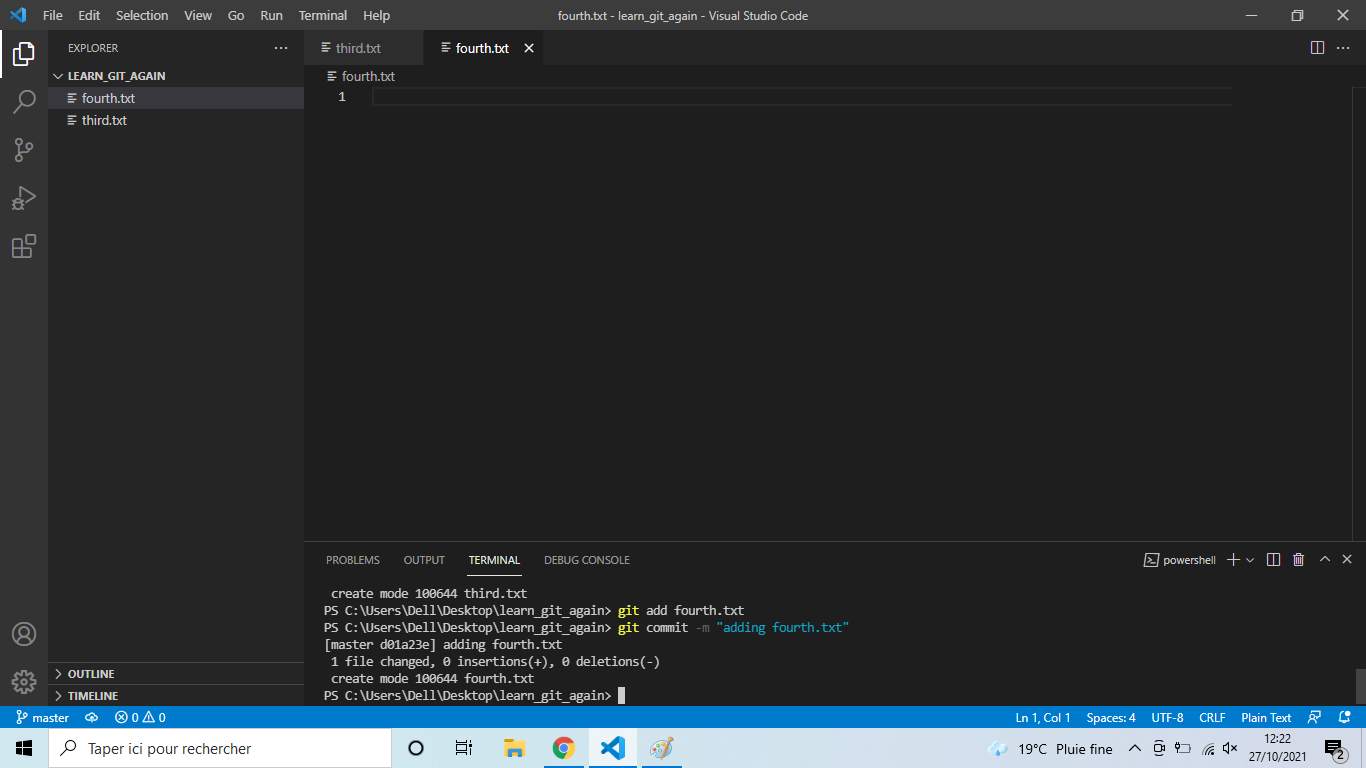 File Edit Selection View Go Run Terminal Help fourth.txt - learn_git_again - Visual Studio Code
EXPLORER
LEARN_GIT_AGAIN
fourth.txt
third.txt
OUTLINE
TIMELINE
third.txt fourth.txt
fourth.txt
1
PROBLEMS OUTPUT TERMINAL DEBUG CONSOLE powershell
create mode 100644 third.txt
PS C:\Users\Dell\Desktop\learn_git_again> git add fourth.txt
PS C:\Users\Dell\Desktop\learn_git_again> git commit -m "adding fourth.txt"
[master d01a23e] adding fourth.txt
1 file changed, 0 insertions(+), 0 deletions(-)
create mode 100644 fourth.txt
PS C:\Users\Dell\Desktop\learn_git_again>
master 0 0 Ln 1, Col 1 Spaces: 4 UTF-8 CRLF Plain Text
Taper ici pour rechercher 19°C Pluie fine 12:22
27/10/2021 2